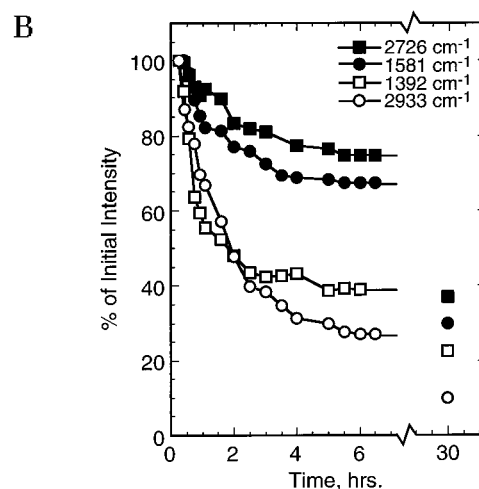 B
2726 cm-1
1581 cm-1
1392 cm-1
2933 cm-1
% of Initial Intensity
100
80
60
40
20
0
0 2 4 6 30
Time, hrs.